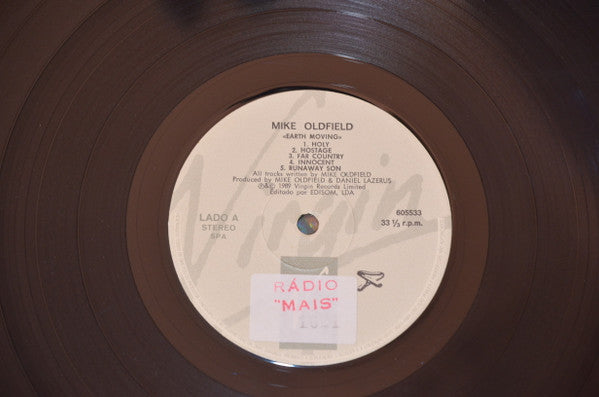 MIKE OLDFIELD
«EARTH MOVING»
1. HOLY
2. HOSTAGE
3. FAR COUNTRY
4. INNOCENT
5. RUNAWAY SON
All tracks written by MIKE OLDFIELD
Produced by MIKE OLDFIELD & DANIEL LAZERUS
℗&© 1989 Virgin Records Limited
Editado por EDISOM, LDA
LADO A
STEREO
SPA
605533
33 ⅓ r.p.m.
Virgin
RÁDIO
"MAIS"